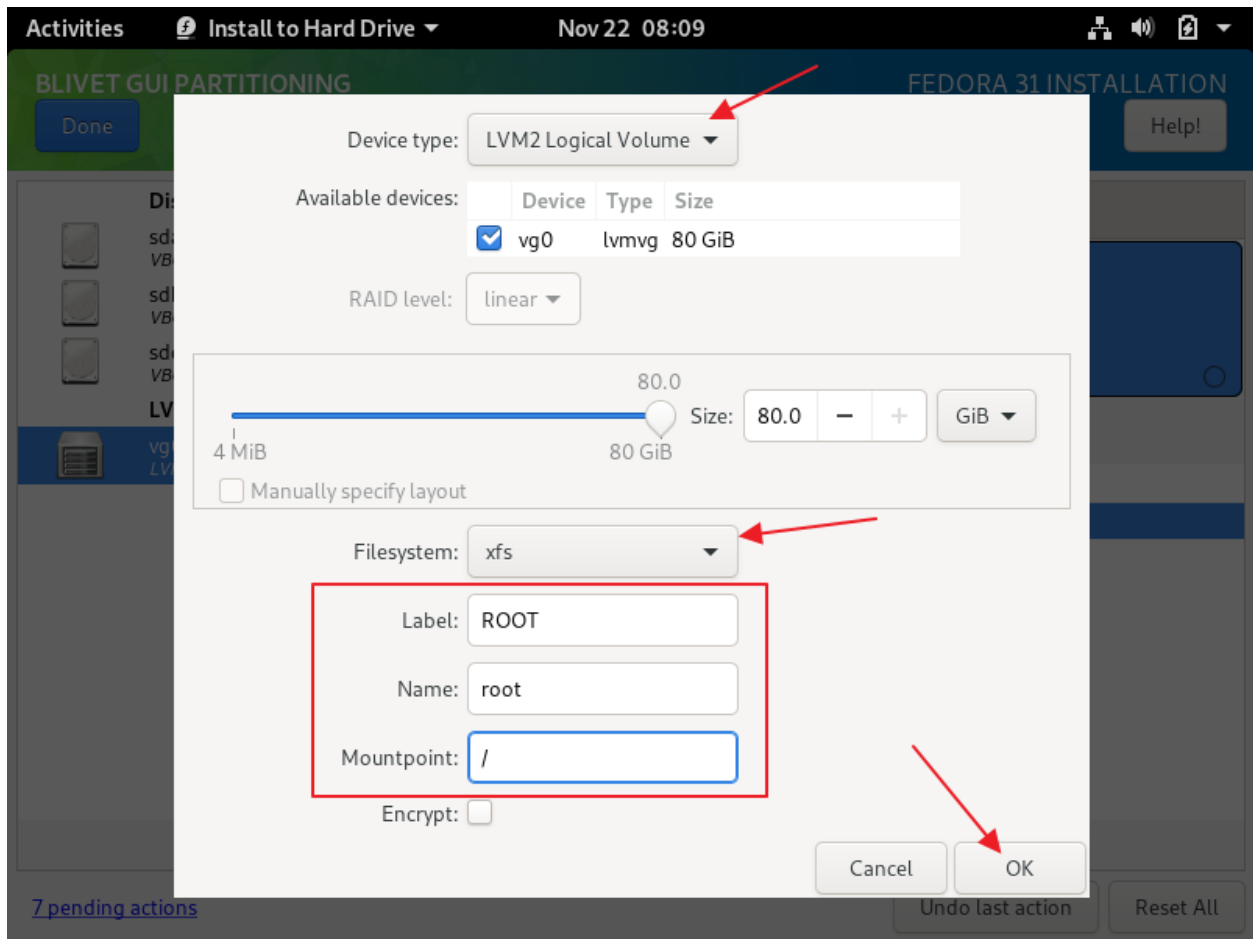 Activities Install to Hard Drive Nov 22 08:09
BLIVET GUI PARTITIONING FEDORA 31 INSTALLATION
Done Help!
Device type: LVM2 Logical Volume
Available devices: Device Type Size
vg0 lvmvg 80 GiB
RAID level: linear
80.0
Size: 80.0 − + GiB
4 MiB 80 GiB
Manually specify layout
Filesystem: xfs
Label: ROOT
Name: root
Mountpoint: /
Encrypt:
Cancel OK
7 pending actions Undo last action Reset All